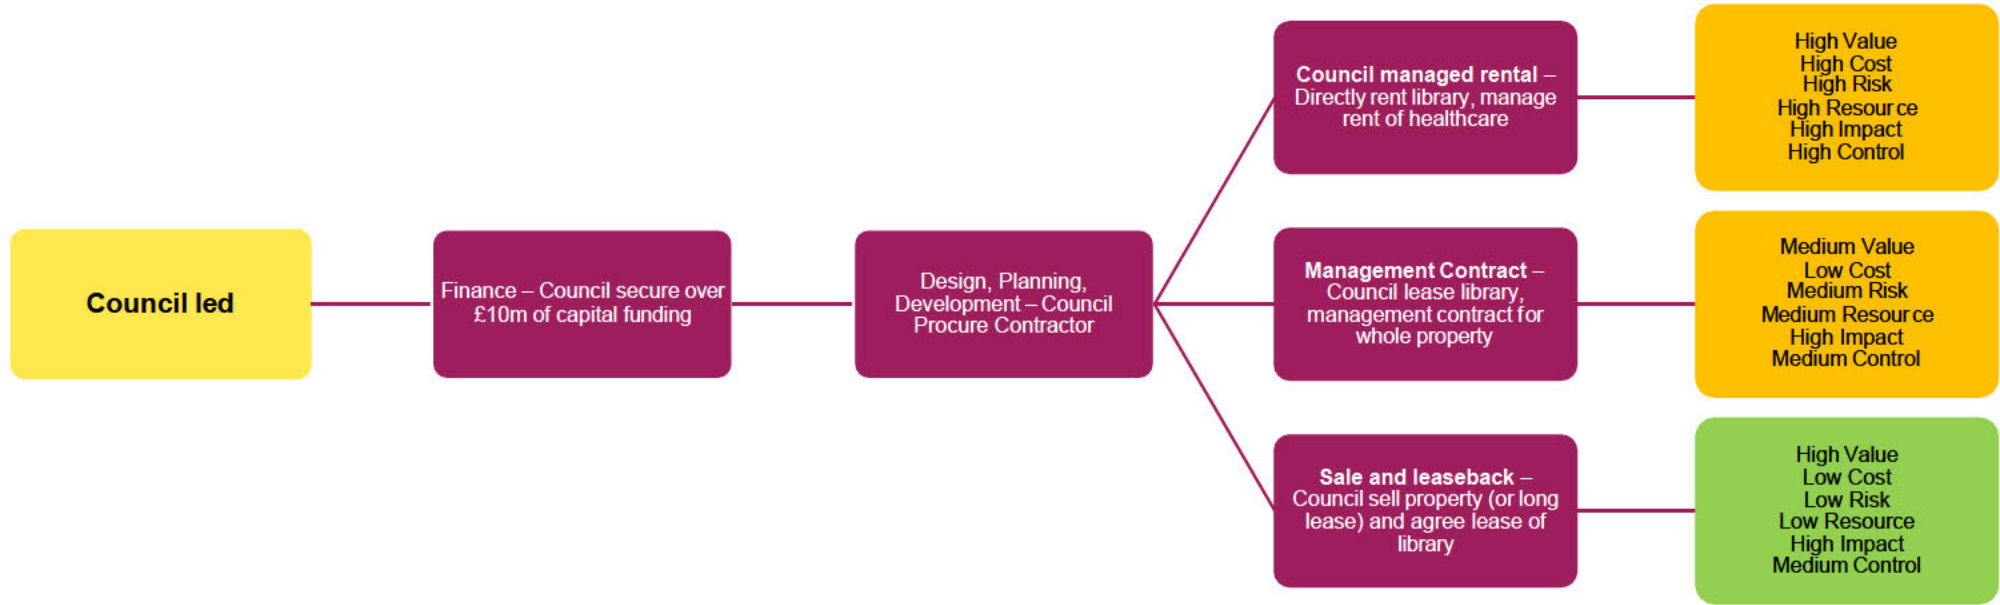 Council led
Finance – Council secure over
£10m of capital funding
Design, Planning,
Development – Council
Procure Contractor
Council managed rental –
Directly rent library, manage
rent of healthcare
High Value
High Cost
High Risk
High Resource
High Impact
High Control
Management Contract –
Council lease library,
management contract for
whole property
Medium Value
Low Cost
Medium Risk
Medium Resource
High Impact
Medium Control
Sale and leaseback –
Council sell property (or long
lease) and agree lease of
library
High Value
Low Cost
Low Risk
Low Resource
High Impact
Medium Control